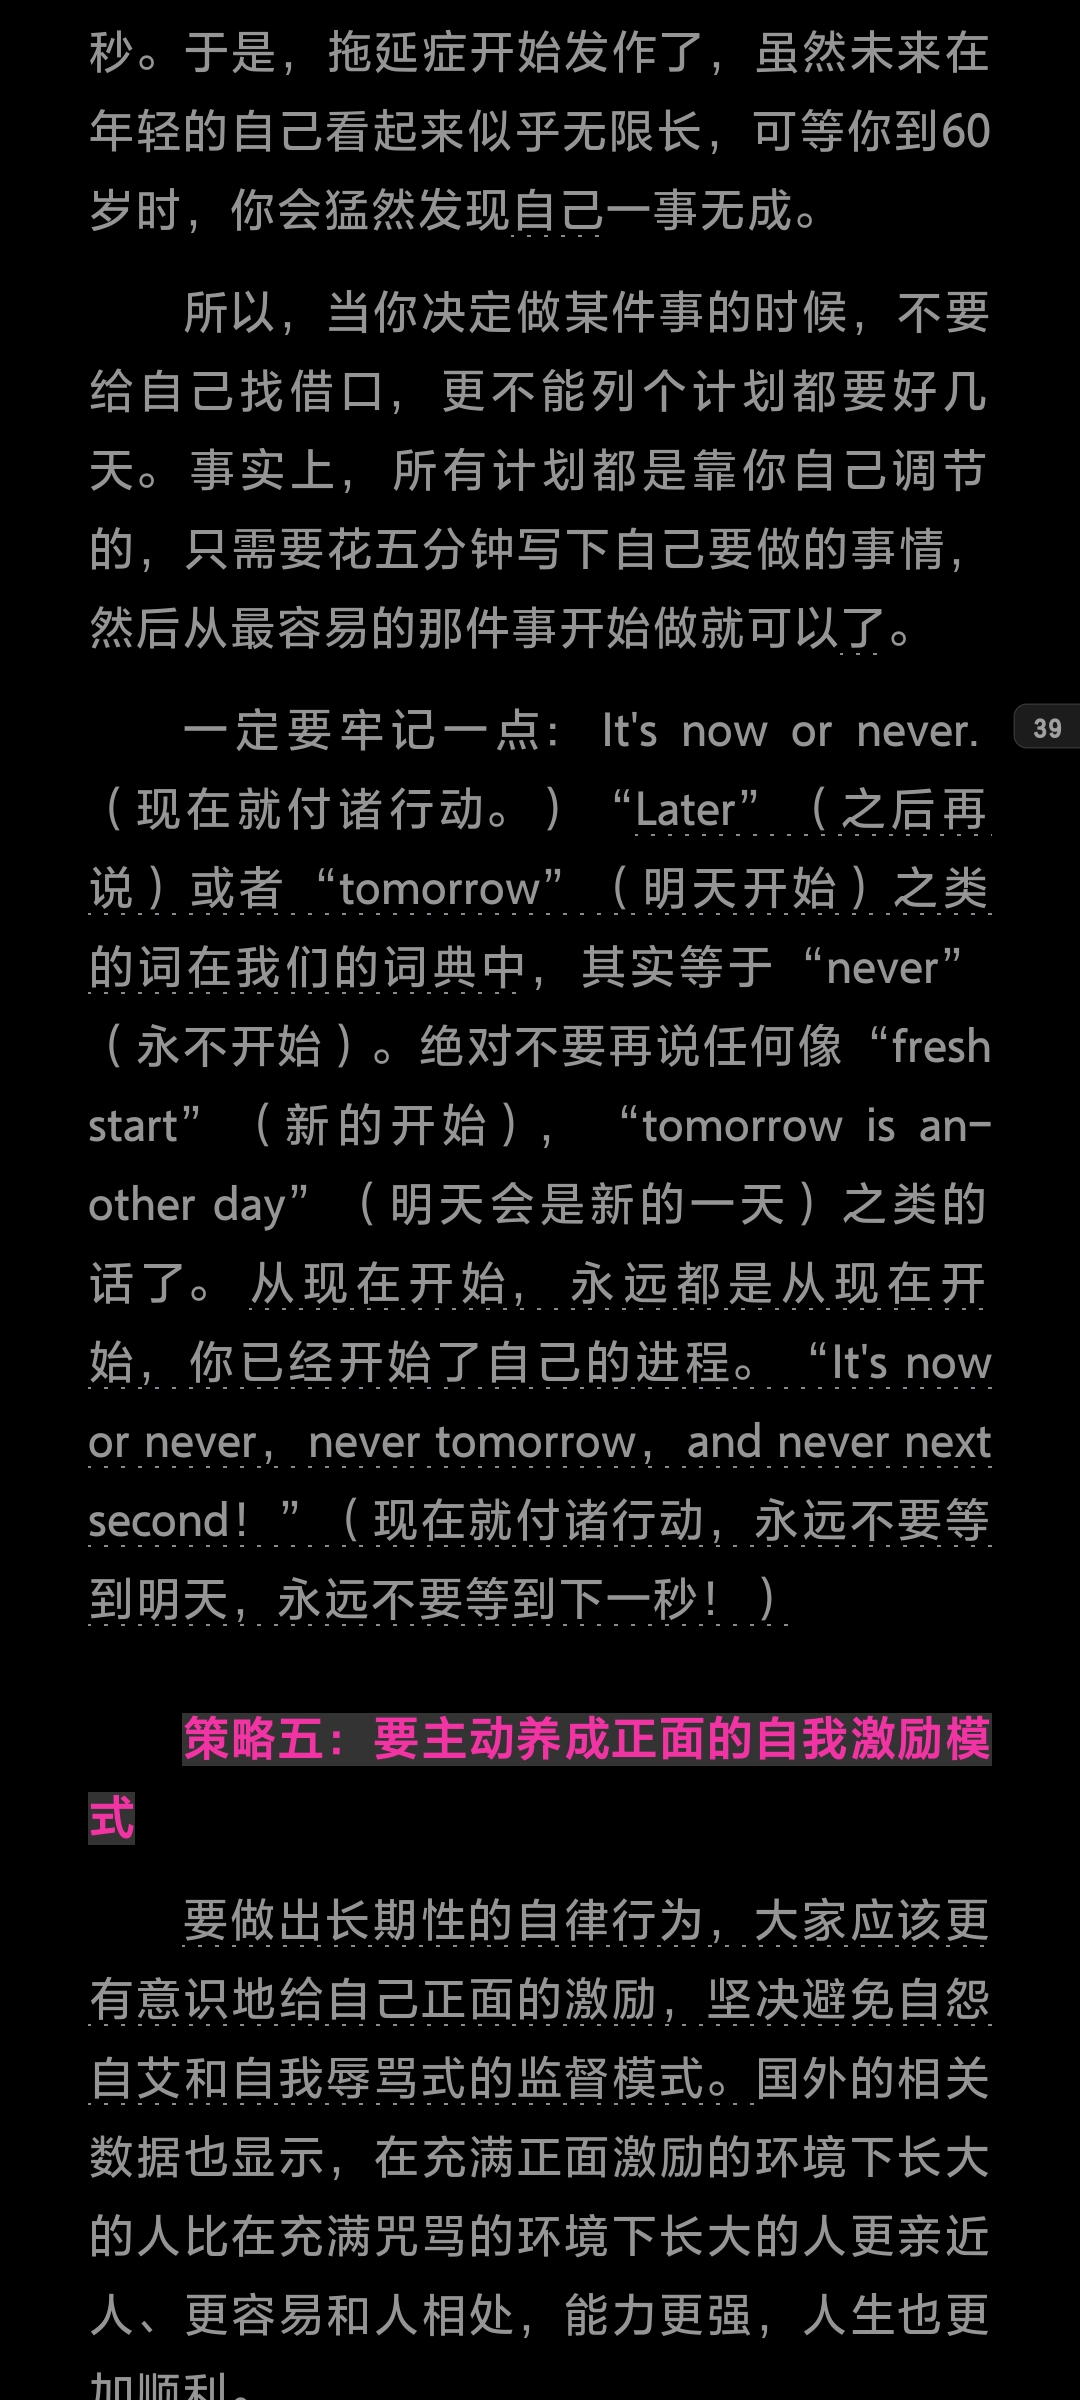 秒。于是，拖延症开始发作了，虽然未来在
年轻的自己看起来似乎无限长，可等你到60
岁时，你会猛然发现自己一事无成。
所以，当你决定做某件事的时候，不要
给自己找借口，更不能列个计划都要好几
天。事实上，所有计划都是靠你自己调节
的，只需要花五分钟写下自己要做的事情，
然后从最容易的那件事开始做就可以了。
一定要牢记一点：It's now or never.
39
（现在就付诸行动。）“Later”（之后再
说）或者“tomorrow”（明天开始）之类
的词在我们的词典中，其实等于“never”
（永不开始）。绝对不要再说任何像“fresh
start”（新的开始），“tomorrow is an-
other day”（明天会是新的一天）之类的
话了。从现在开始，永远都是从现在开
始，你已经开始了自己的进程。“It's now
or never，never tomorrow，and never next
second！”（现在就付诸行动，永远不要等
到明天，永远不要等到下一秒！）
策略五：要主动养成正面的自我激励模
式
要做出长期性的自律行为，大家应该更
有意识地给自己正面的激励，坚决避免自怨
自艾和自我辱骂式的监督模式。国外的相关
数据也显示，在充满正面激励的环境下长大
的人比在充满咒骂的环境下长大的人更亲近
人、更容易和人相处，能力更强，人生也更
加顺利。